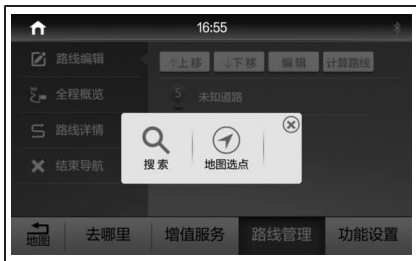 16:55
路线编辑
↑上移 ↓下移 编辑 计算路线
全程概览
S 未知道路
路线详情
结束导航
搜索 地图选点
地图 去哪里 增值服务 路线管理 功能设置